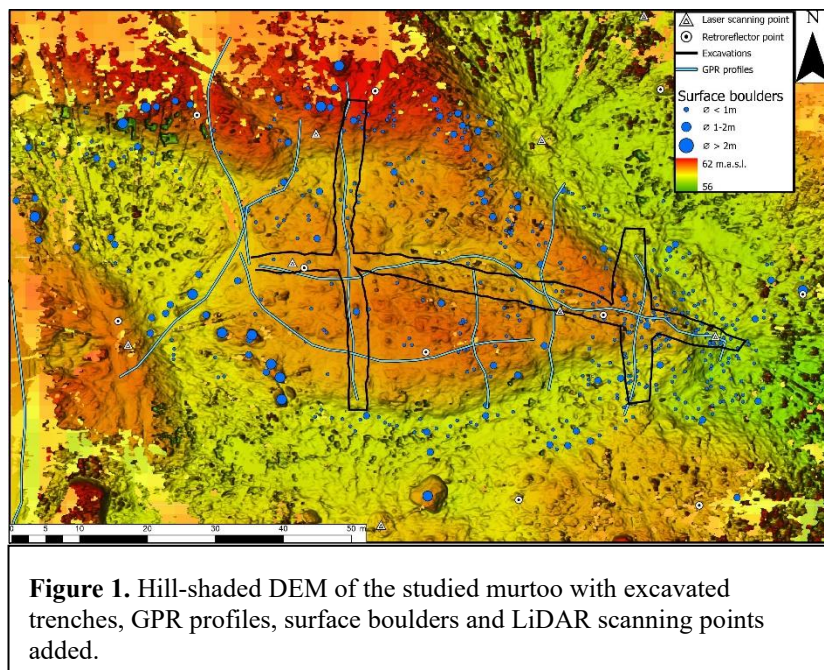 Laser scanning point
Retroreflector point
Excavations
GPR profiles
Surface boulders
⌀ < 1m
⌀ 1-2m
⌀ > 2m
62 m.a.s.l.
56
N
0 5 10 20 30 40 50 m
Figure 1. Hill-shaded DEM of the studied murtoo with excavated
trenches, GPR profiles, surface boulders and LiDAR scanning points
added.